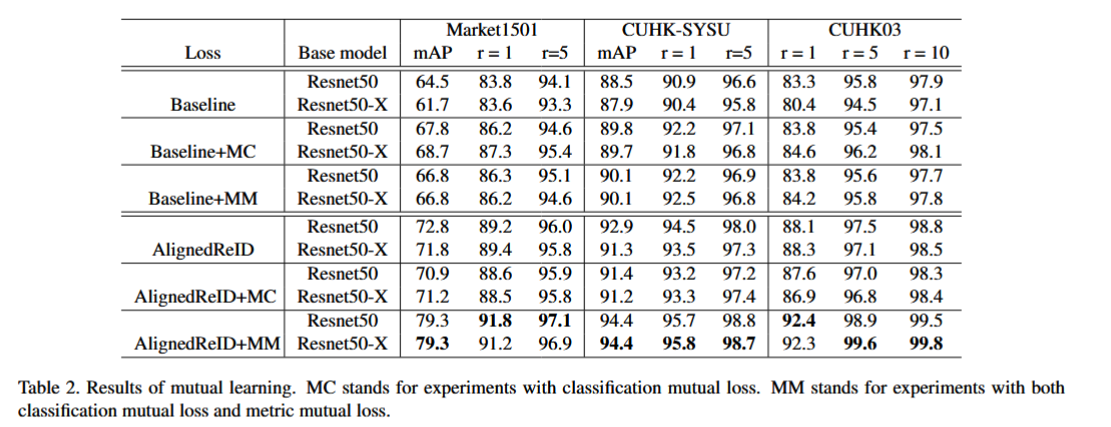 Market1501 CUHK-SYSU CUHK03
Loss Base model mAP r = 1 r=5 mAP r = 1 r=5 r = 1 r = 5 r = 10
Resnet50 64.5 83.8 94.1 88.5 90.9 96.6 83.3 95.8 97.9
Baseline Resnet50-X 61.7 83.6 93.3 87.9 90.4 95.8 80.4 94.5 97.1
Resnet50 67.8 86.2 94.6 89.8 92.2 97.1 83.8 95.4 97.5
Baseline+MC Resnet50-X 68.7 87.3 95.4 89.7 91.8 96.8 84.6 96.2 98.1
Resnet50 66.8 86.3 95.1 90.1 92.2 96.9 83.8 95.6 97.7
Baseline+MM Resnet50-X 66.8 86.2 94.6 90.1 92.5 96.8 84.2 95.8 97.8
Resnet50 72.8 89.2 96.0 92.9 94.5 98.0 88.1 97.5 98.8
AlignedReID Resnet50-X 71.8 89.4 95.8 91.3 93.5 97.3 88.3 97.1 98.5
Resnet50 70.9 88.6 95.9 91.4 93.2 97.2 87.6 97.0 98.3
AlignedReID+MC Resnet50-X 71.2 88.5 95.8 91.2 93.3 97.4 86.9 96.8 98.4
Resnet50 79.3 91.8 97.1 94.4 95.7 98.8 92.4 98.9 99.5
AlignedReID+MM Resnet50-X 79.3 91.2 96.9 94.4 95.8 98.7 92.3 99.6 99.8
Table 2. Results of mutual learning. MC stands for experiments with classification mutual loss. MM stands for experiments with both
classification mutual loss and metric mutual loss.